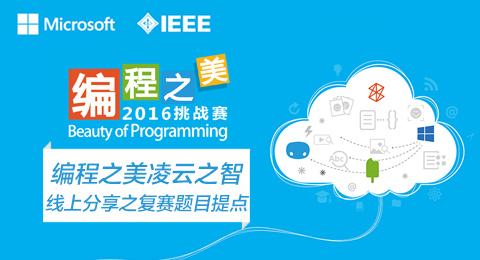 Microsoft
IEEE
编程之美
2016挑战赛
Beauty of Programming
编程之美凌云之智
线上分享之复赛题目提点
Abc